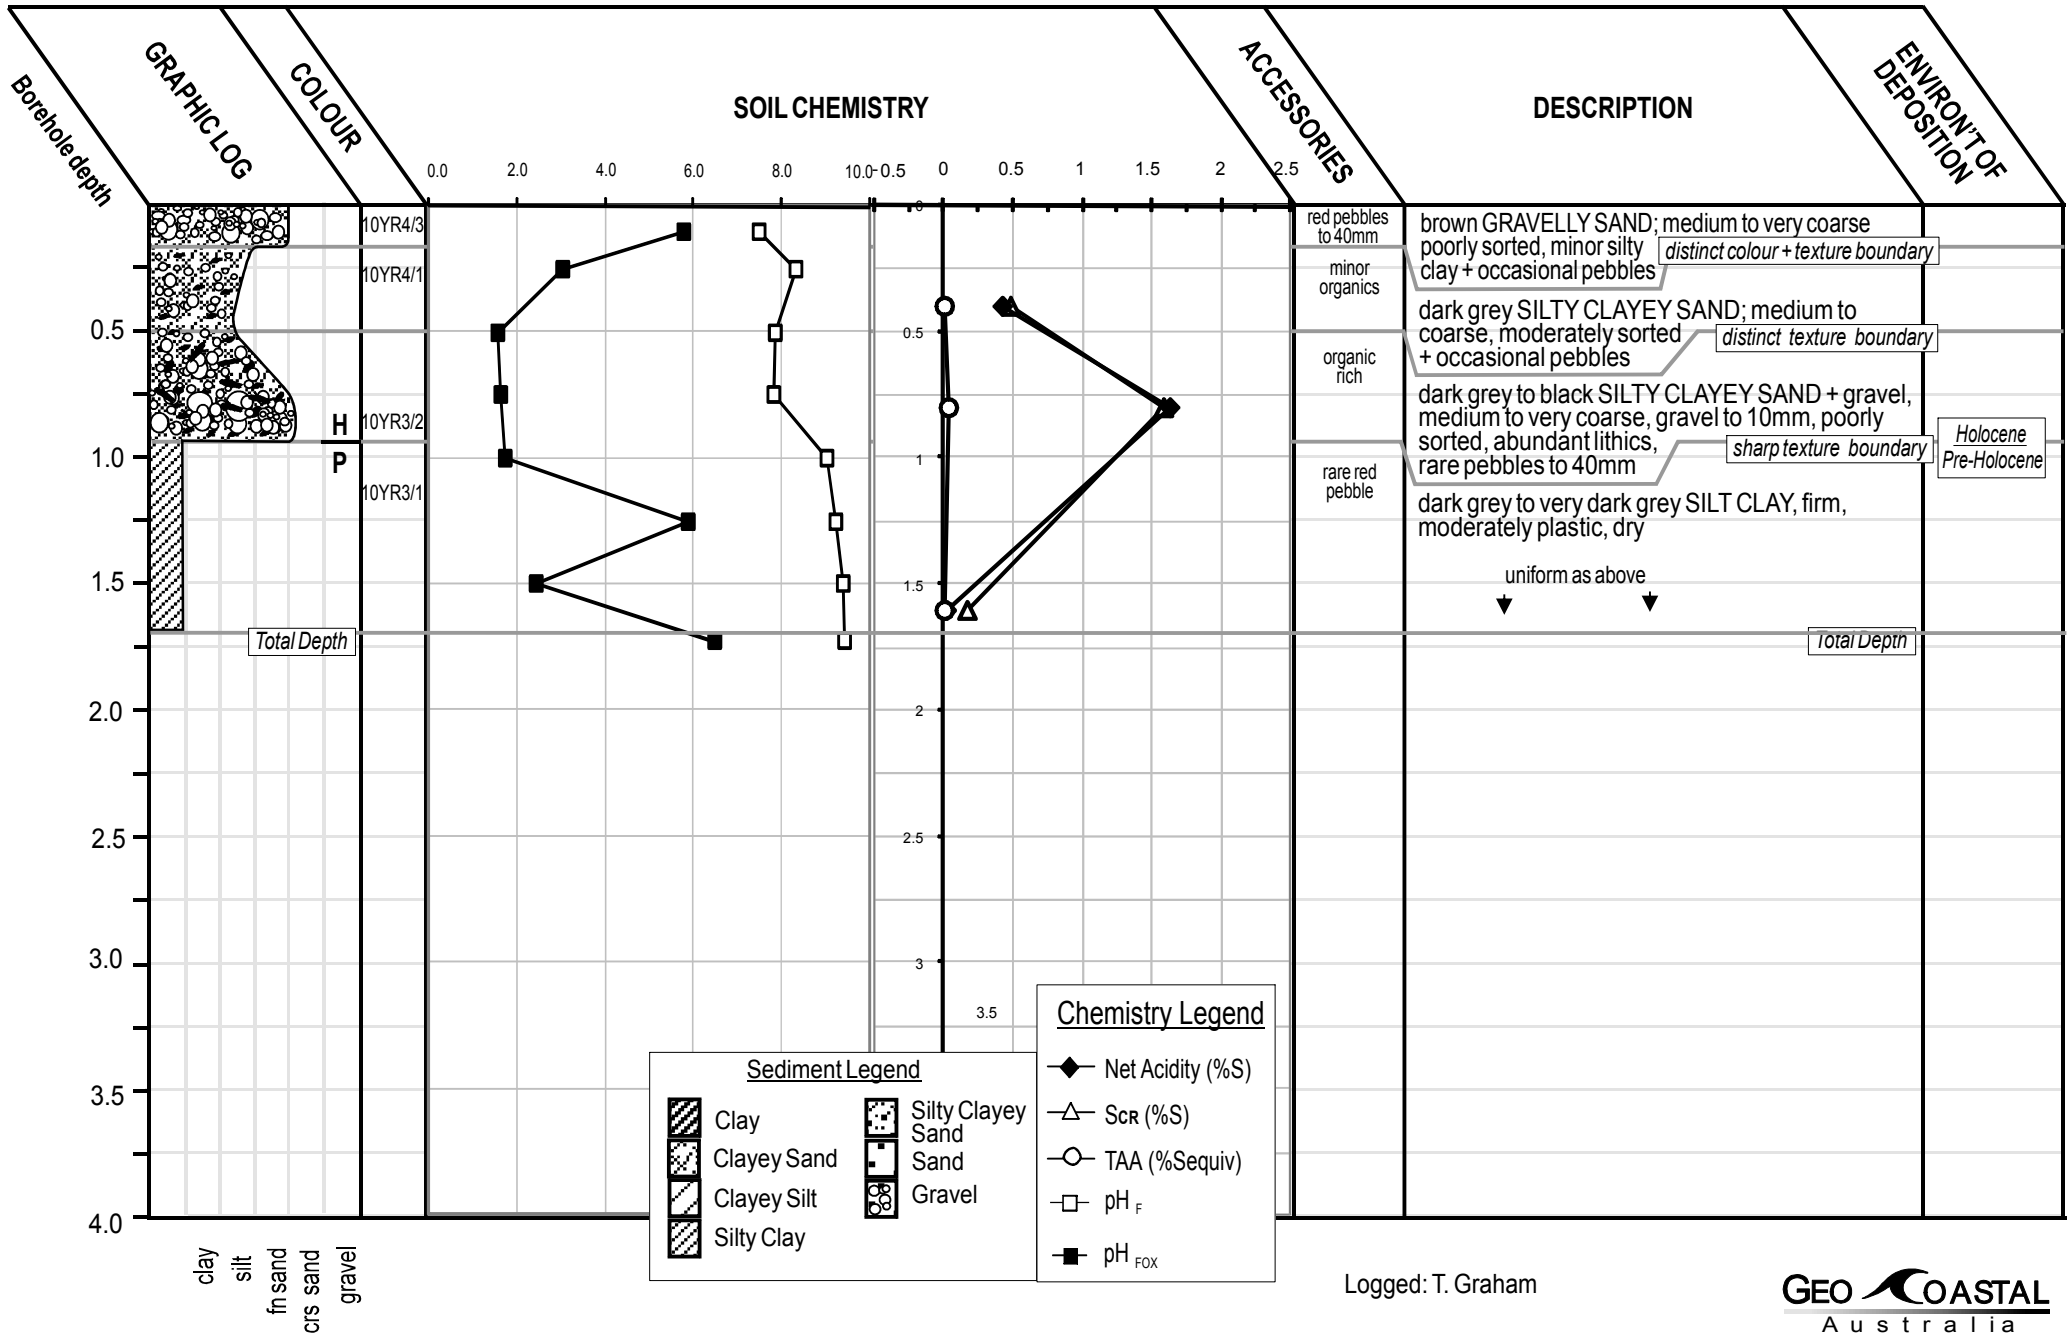 Borehole depth
GRAPHIC LOG
COLOUR
SOIL CHEMISTRY
ACCESSORIES
DESCRIPTION
ENVIRON'T OF
DEPOSITION
0.0 2.0 4.0 6.0 8.0 10.0
-0.5 0 0.5 1 1.5 2 2.5
0
0.5
1
1.5
2
2.5
3
3.5
0.5
1.0
1.5
2.0
2.5
3.0
3.5
4.0
10YR4/3
10YR4/1
10YR3/2
10YR3/1
H
P
red pebbles
to 40mm
minor
organics
organic
rich
rare red
pebble
brown GRAVELLY SAND; medium to very coarse
poorly sorted, minor silty
clay + occasional pebbles
distinct colour + texture boundary
dark grey SILTY CLAYEY SAND; medium to
coarse, moderately sorted
+ occasional pebbles
distinct texture boundary
dark grey to black SILTY CLAYEY SAND + gravel,
medium to very coarse, gravel to 10mm, poorly
sorted, abundant lithics,
rare pebbles to 40mm
sharp texture boundary
Holocene
Pre-Holocene
dark grey to very dark grey SILT CLAY, firm,
moderately plastic, dry
uniform as above
Total Depth
Total Depth
Sediment Legend
Clay
Clayey Sand
Clayey Silt
Silty Clay
Silty Clayey
Sand
Sand
Gravel
Chemistry Legend
Net Acidity (%S)
SCR (%S)
TAA (%Sequiv)
pH F
pH FOX
clay
silt
fn sand
crs sand
gravel
Logged: T. Graham
GEO COASTAL
Australia